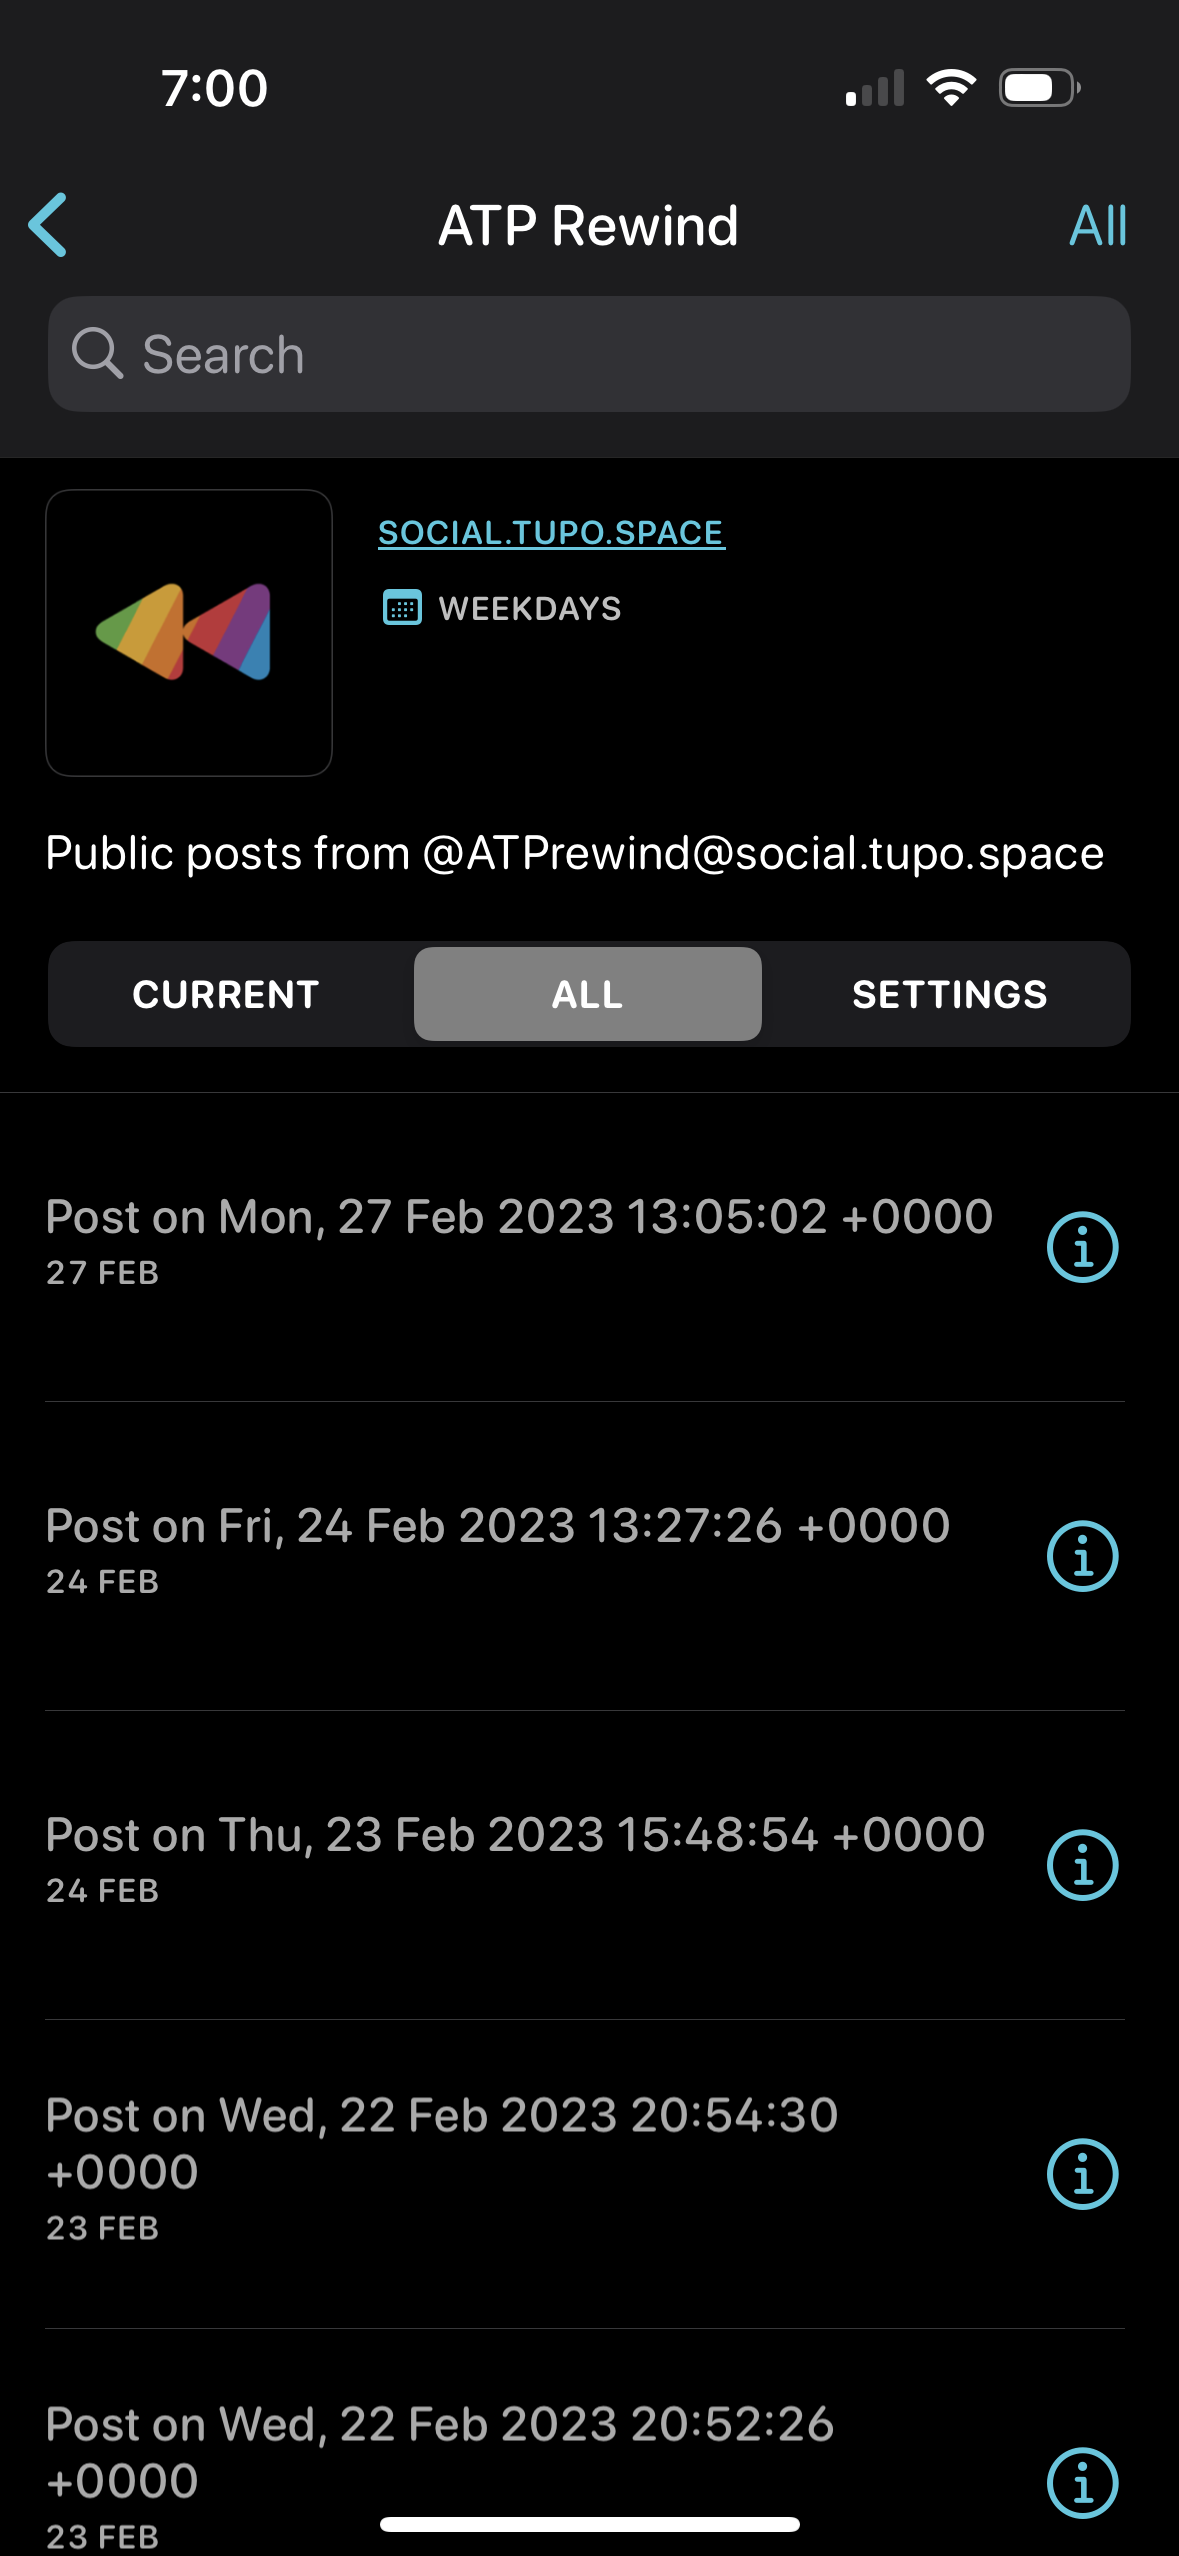 7:00
ATP Rewind
All
Search
SOCIAL.TUPO.SPACE
WEEKDAYS
Public posts from @ATPrewind@social.tupo.space
CURRENT
ALL
SETTINGS
Post on Mon, 27 Feb 2023 13:05:02 +0000
27 FEB
Post on Fri, 24 Feb 2023 13:27:26 +0000
24 FEB
Post on Thu, 23 Feb 2023 15:48:54 +0000
24 FEB
Post on Wed, 22 Feb 2023 20:54:30
+0000
23 FEB
Post on Wed, 22 Feb 2023 20:52:26
+0000
23 FEB